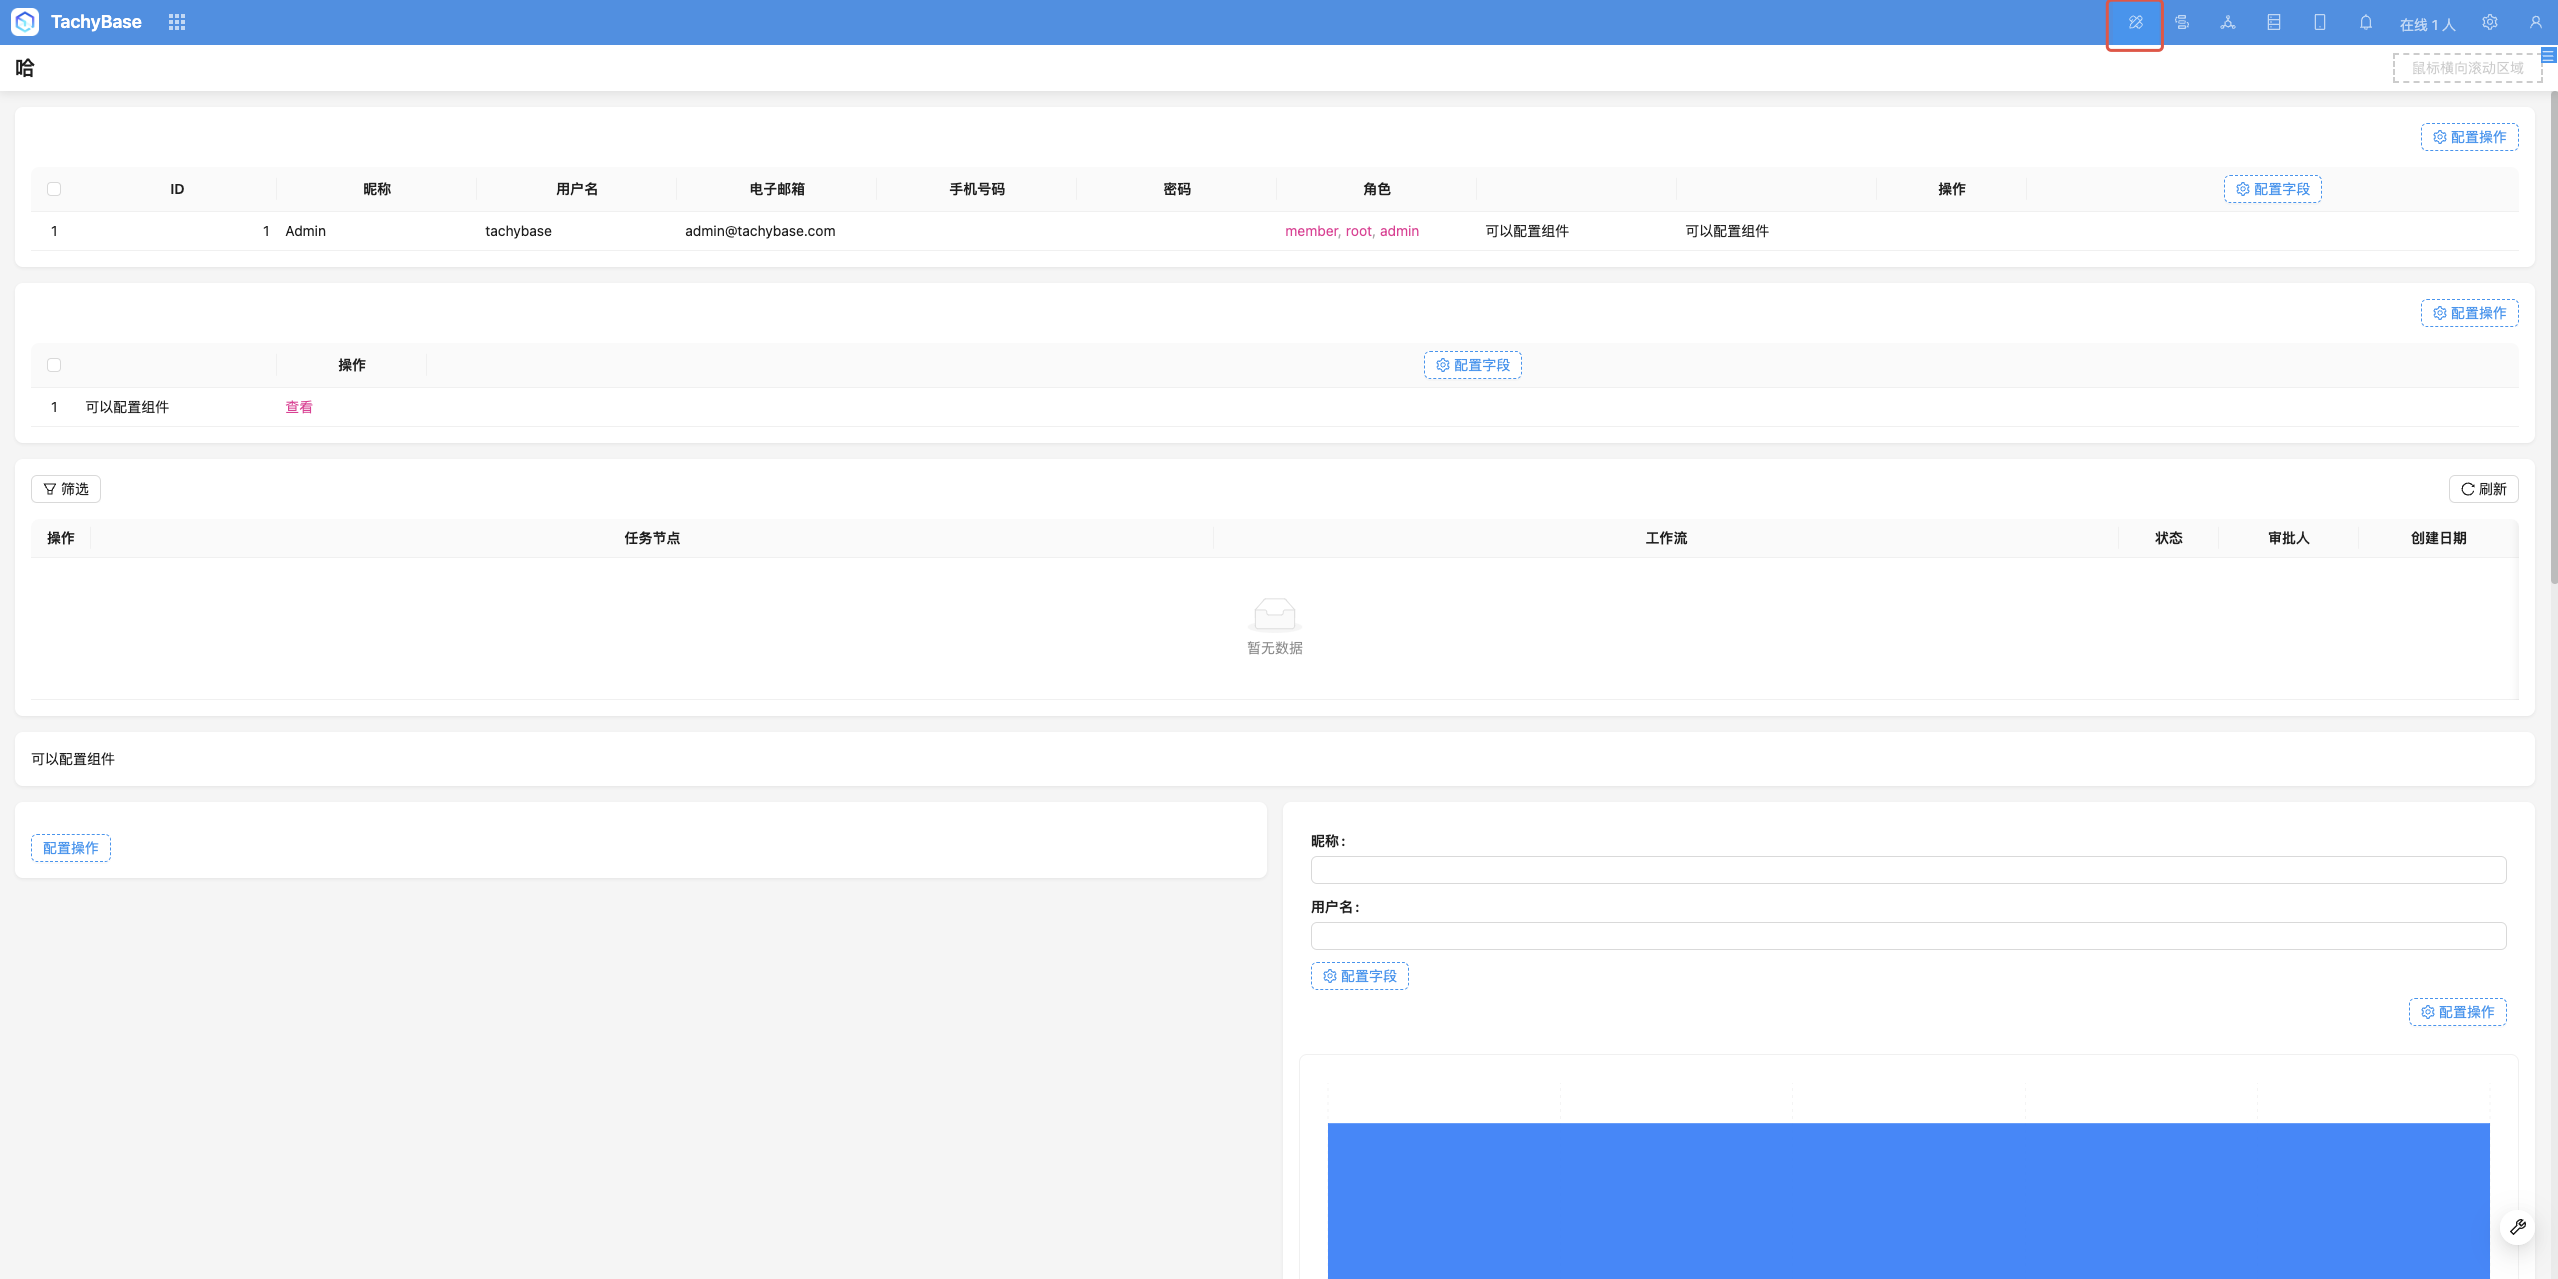 TachyBase
在线 1 人
哈
鼠标横向滚动区域
配置操作
ID 昵称 用户名 电子邮箱 手机号码 密码 角色 操作 配置字段
1 1 Admin tachybase admin@tachybase.com member, root, admin 可以配置组件 可以配置组件
配置操作
操作 配置字段
1 可以配置组件 查看
筛选 刷新
操作 任务节点 工作流 状态 审批人 创建日期
暂无数据
可以配置组件
配置操作
昵称：
用户名：
配置字段
配置操作